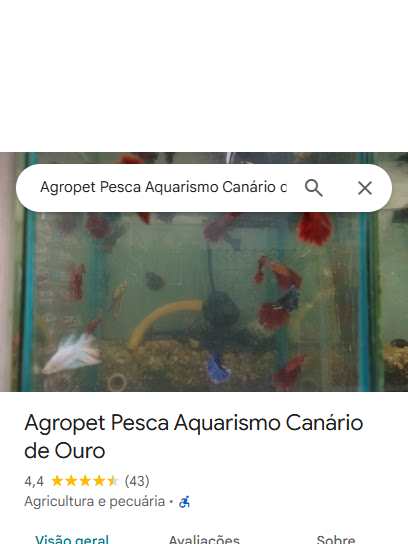 Agropet Pesca Aquarismo Canário d
Agropet Pesca Aquarismo Canário
de Ouro
4,4 (43)
Agricultura e pecuária ·
Visão geral Avaliações Sobre